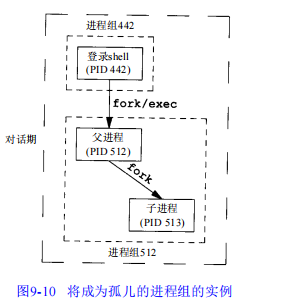 进程组442
登录shell
(PID 442)
fork/exec
对话期
父进程
(PID 512)
fork
子进程
(PID 513)
进程组512
图9-10 将成为孤儿的进程组的实例